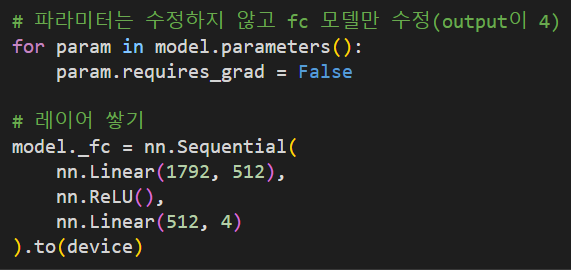 # 파라미터는 수정하지 않고 fc 모델만 수정(output이 4)
for param in model.parameters():
    param.requires_grad = False

# 레이어 쌓기
model._fc = nn.Sequential(
    nn.Linear(1792, 512),
    nn.ReLU(),
    nn.Linear(512, 4)
).to(device)